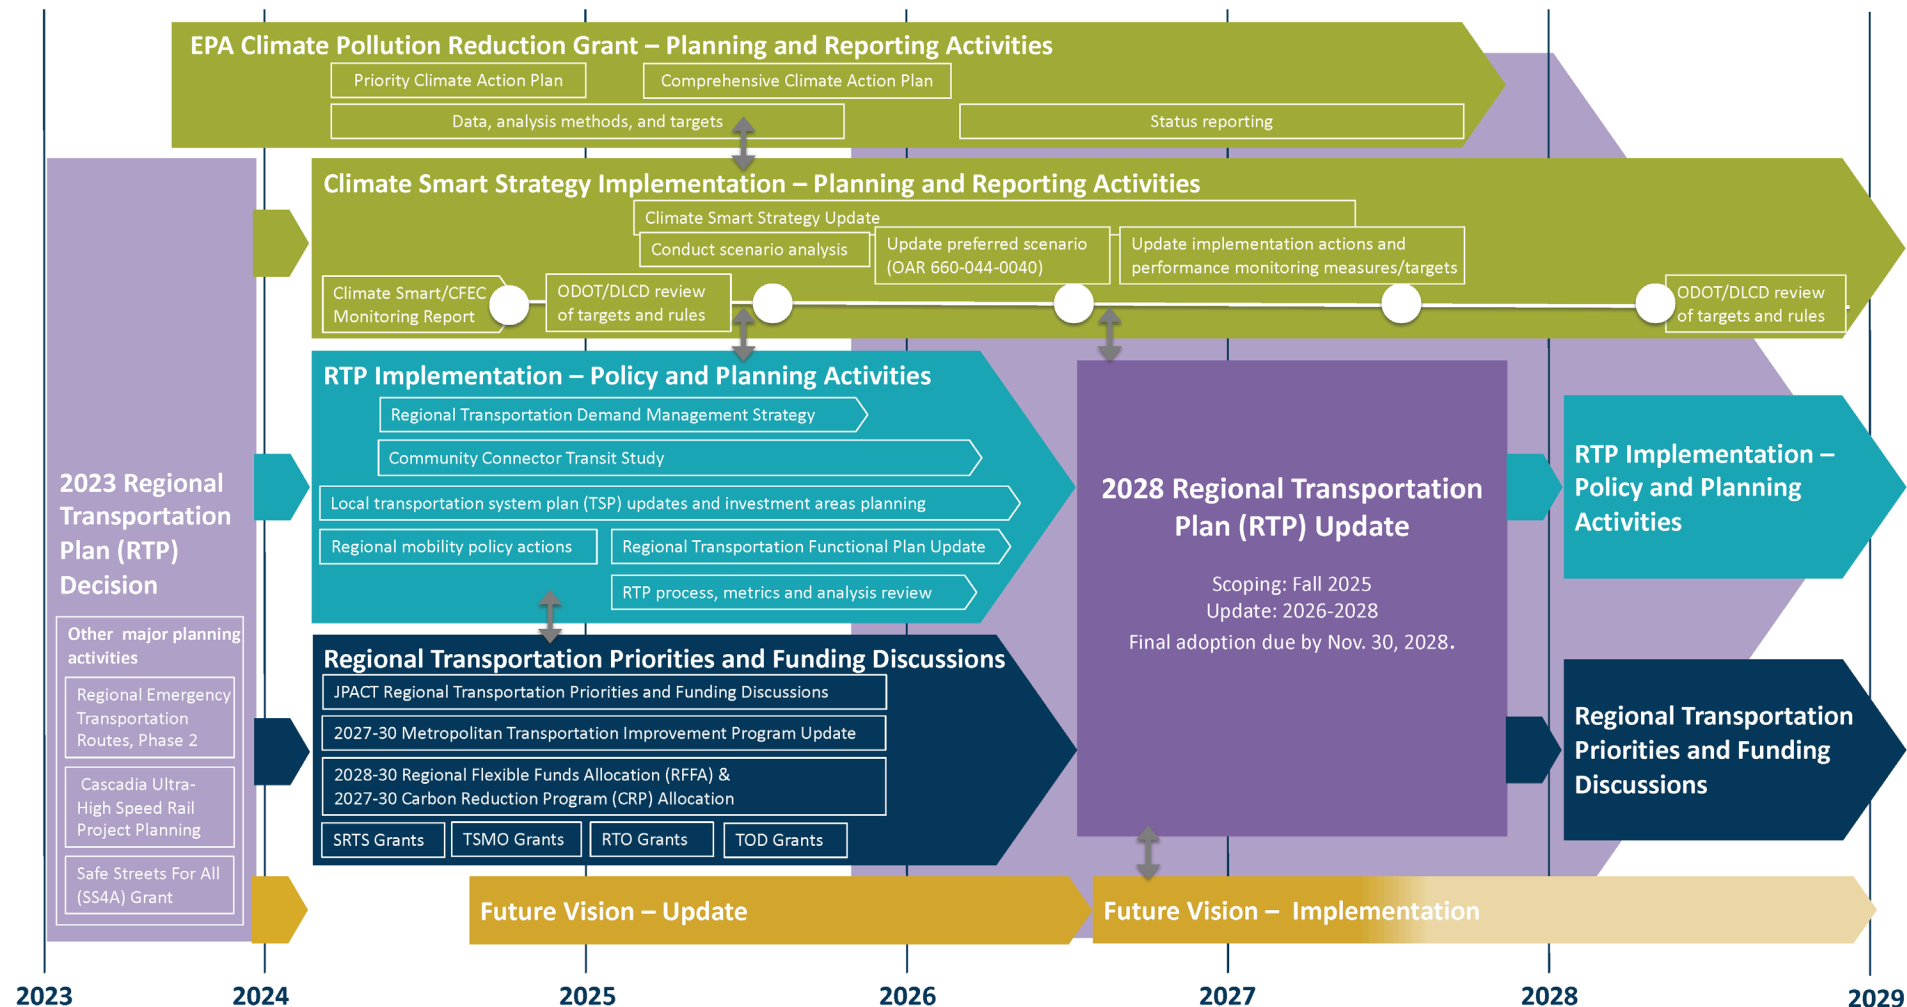 EPA Climate Pollution Reduction Grant – Planning and Reporting Activities
Priority Climate Action Plan
Comprehensive Climate Action Plan
Data, analysis methods, and targets
Status reporting
Climate Smart Strategy Implementation – Planning and Reporting Activities
Climate Smart Strategy Update
Conduct scenario analysis
Update preferred scenario
(OAR 660-044-0040)
Update implementation actions and
performance monitoring measures/targets
Climate Smart/CFEC
Monitoring Report
ODOT/DLCD review
of targets and rules
ODOT/DLCD review
of targets and rules
2023 Regional
Transportation
Plan (RTP)
Decision
Other major planning
activities
Regional Emergency
Transportation
Routes, Phase 2
Cascadia Ultra-
High Speed Rail
Project Planning
Safe Streets For All
(SS4A) Grant
RTP Implementation – Policy and Planning Activities
Regional Transportation Demand Management Strategy
Community Connector Transit Study
Local transportation system plan (TSP) updates and investment areas planning
Regional mobility policy actions
Regional Transportation Functional Plan Update
RTP process, metrics and analysis review
Regional Transportation Priorities and Funding Discussions
JPACT Regional Transportation Priorities and Funding Discussions
2027-30 Metropolitan Transportation Improvement Program Update
2028-30 Regional Flexible Funds Allocation (RFFA) &
2027-30 Carbon Reduction Program (CRP) Allocation
SRTS Grants
TSMO Grants
RTO Grants
TOD Grants
2028 Regional Transportation
Plan (RTP) Update
Scoping: Fall 2025
Update: 2026-2028
Final adoption due by Nov. 30, 2028.
RTP Implementation –
Policy and Planning
Activities
Regional Transportation
Priorities and Funding
Discussions
Future Vision – Update
Future Vision – Implementation
2023
2024
2025
2026
2027
2028
2029